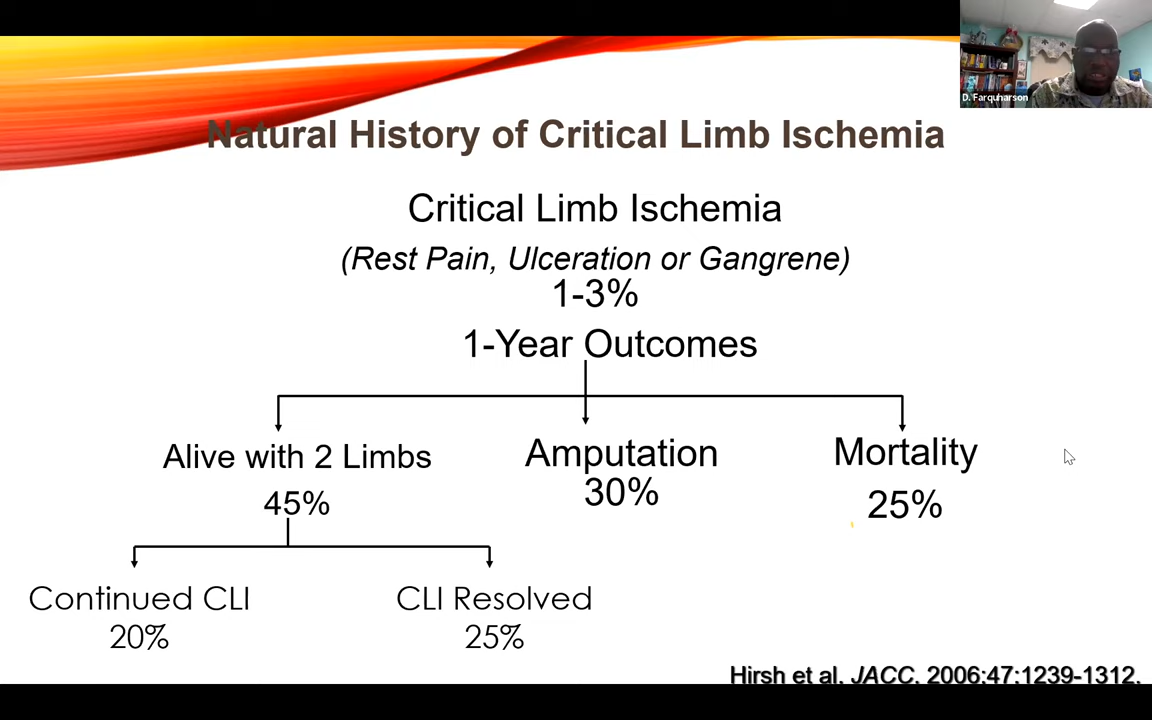 D. Farquharson
Natural History of Critical Limb Ischemia
Critical Limb Ischemia
(Rest Pain, Ulceration or Gangrene)
1-3%
1-Year Outcomes
Alive with 2 Limbs
45%
Amputation
30%
Mortality
25%
Continued CLI
20%
CLI Resolved
25%
Hirsh et al. JACC. 2006;47:1239-1312.